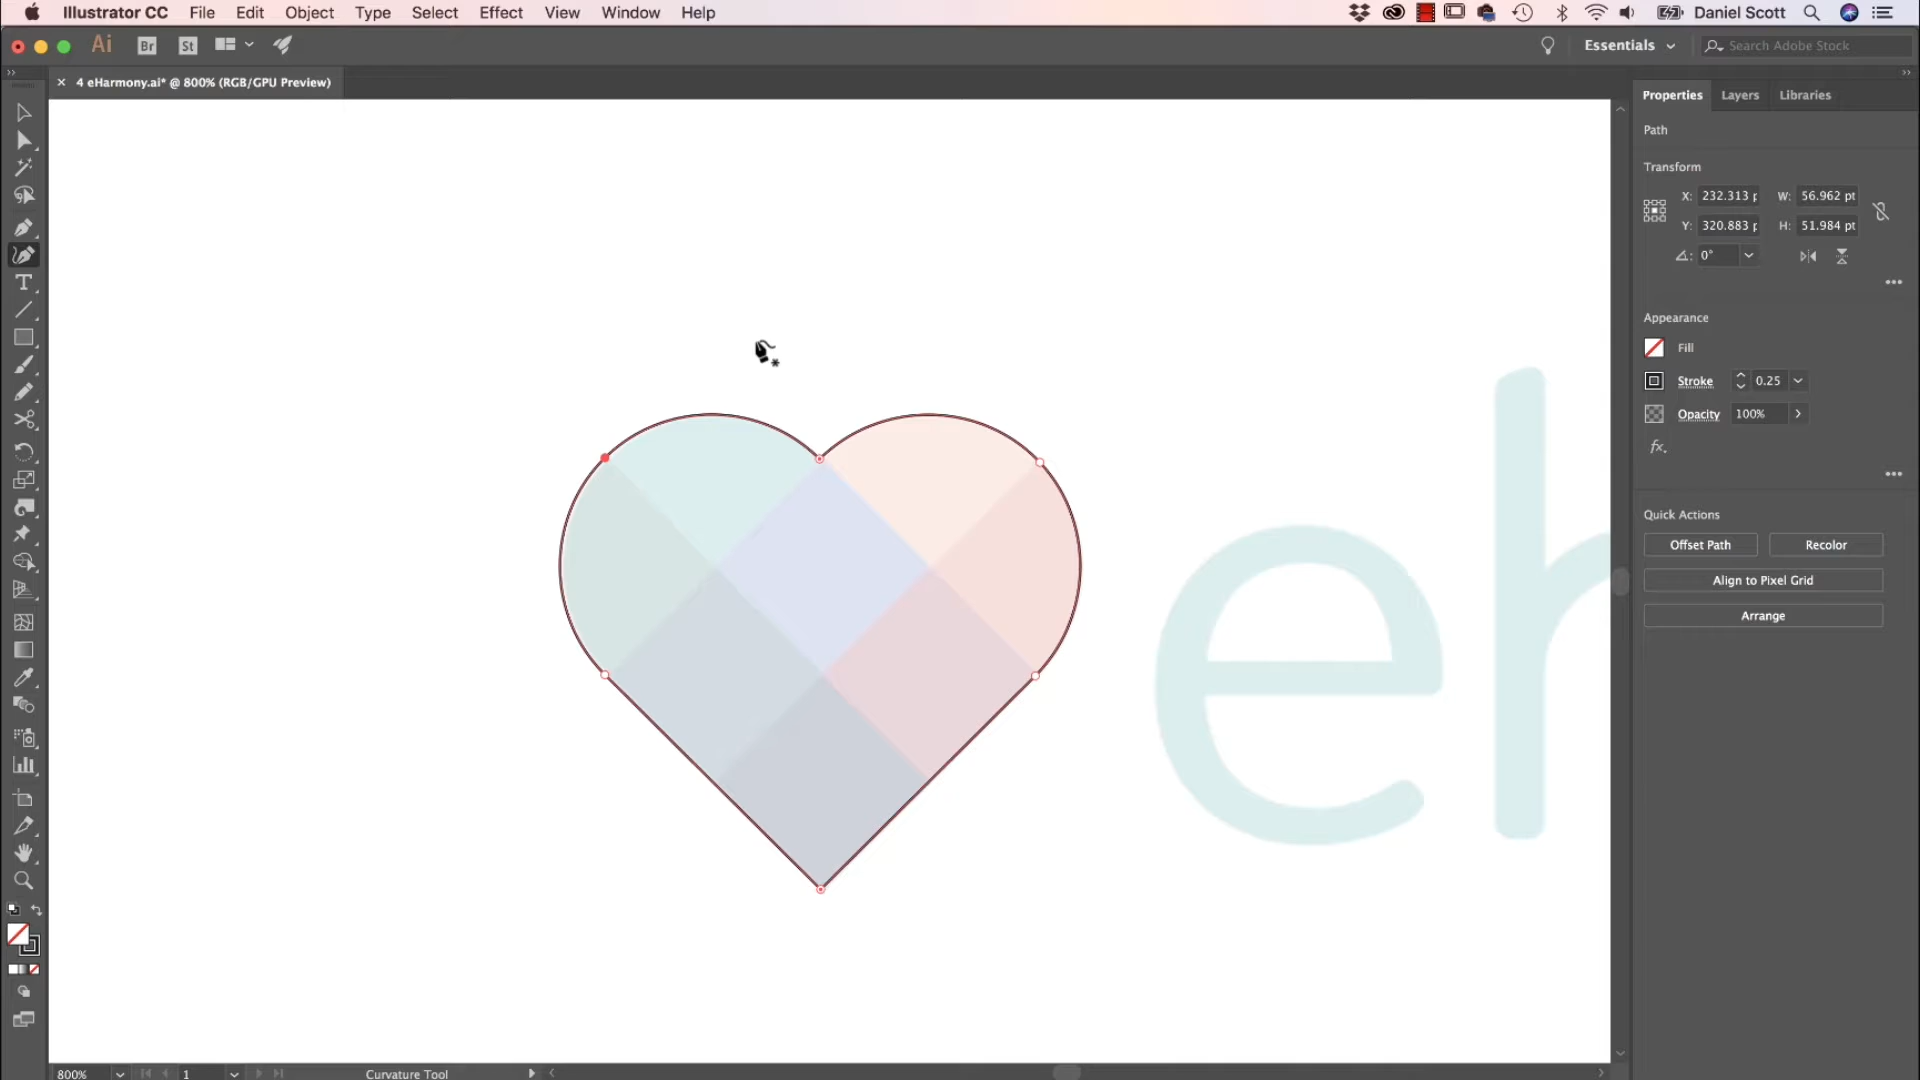 Illustrator CC File Edit Object Type Select Effect View Window Help Daniel Scott
Ai Br St Essentials Search Adobe Stock
4 eHarmony.ai* @ 800% (RGB/GPU Preview)
Properties Layers Libraries
Path
Transform
X: 232.313 p W: 56.962 pt
Y: 320.883 p H: 51.984 pt
0°
Appearance
Fill
Stroke 0.25
Opacity 100%
fx.
Quick Actions
Offset Path Recolor
Align to Pixel Grid
Arrange
eh
800% 1 Curvature Tool